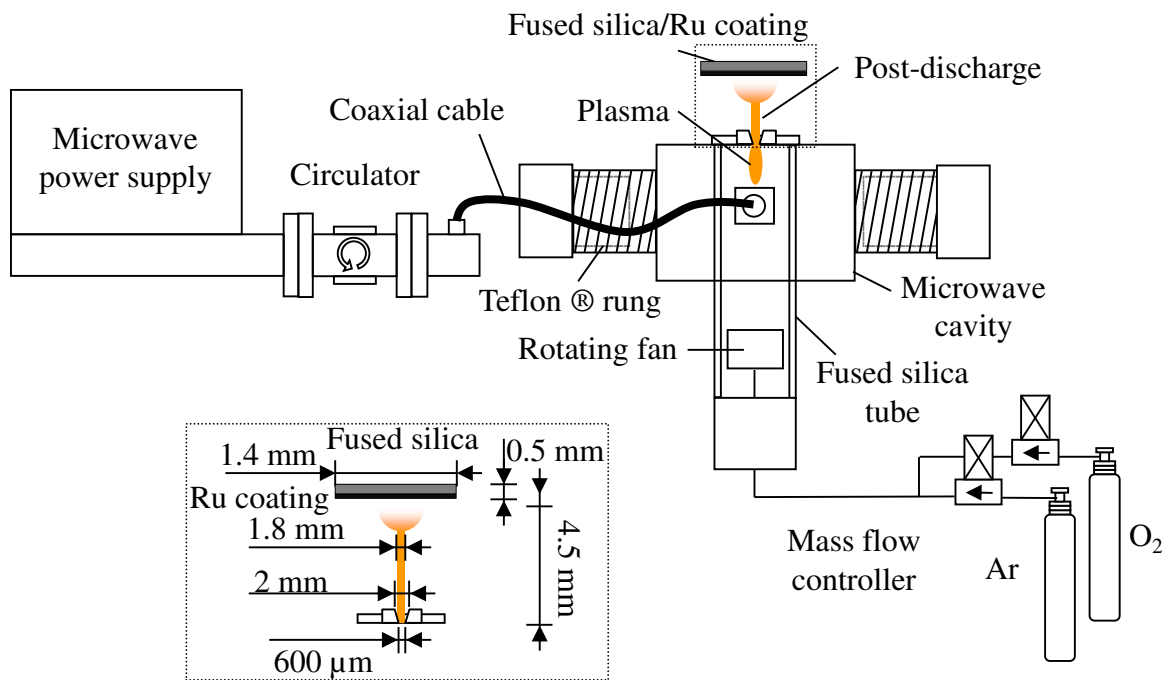 Fused silica/Ru coating
Post-discharge
Coaxial cable
Plasma
Microwave
power supply
Circulator
Teflon ® rung
Microwave
cavity
Rotating fan
Fused silica
tube
Fused silica
0.5 mm
1.4 mm
Ru coating
1.8 mm
4.5 mm
2 mm
600 µm
Mass flow
controller
Ar
O₂